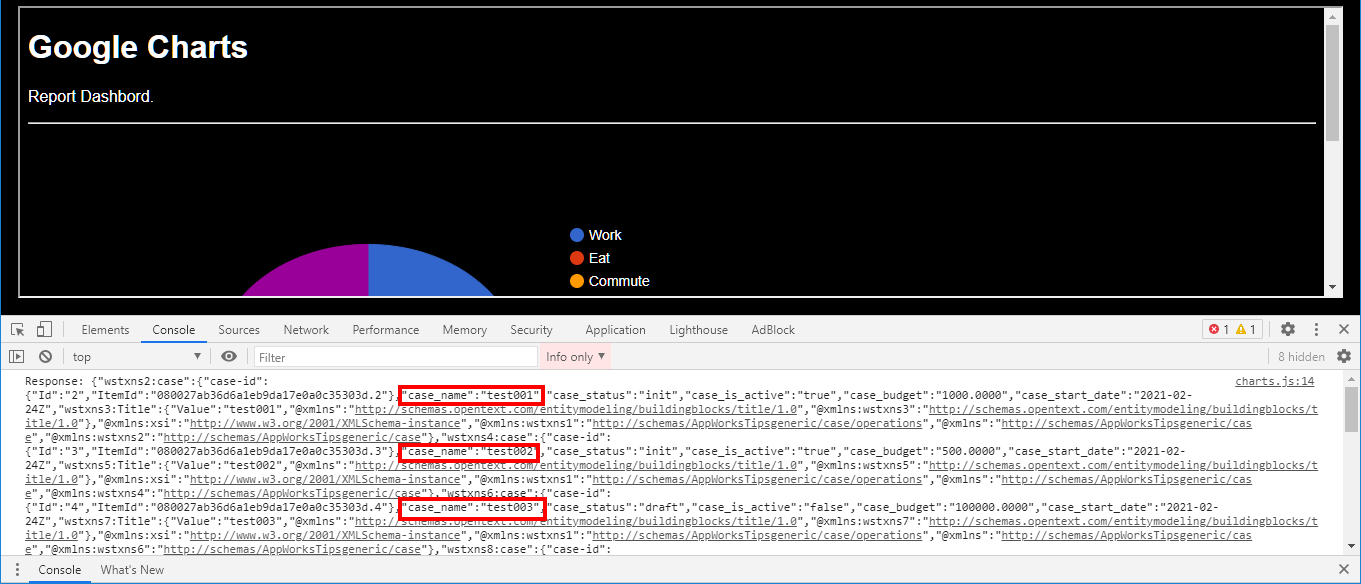 Google Charts
Report Dashbord.
Work
Eat
Commute
Elements Console Sources Network Performance Memory Security Application Lighthouse AdBlock 1 1
top Filter Info only 8 hidden
Response: {"wstxns2:case":{"case-id": charts.js:14
{"Id":"2","ItemId":"080027ab36d6a1eb9da17e0a0c35303d.2"},"case_name":"test001","case_status":"init","case_is_active":"true","case_budget":"1000.0000","case_start_date":"2021-02-
24Z","wstxns3:Title":{"Value":"test001","@xmlns":"http://schemas.opentext.com/entitymodeling/buildingblocks/title/1.0","@xmlns:wstxns3":"http://schemas.opentext.com/entitymodeling/buildingblocks/t
itle/1.0"},"@xmlns:xsi":"http://www.w3.org/2001/XMLSchema-instance","@xmlns:wstxns1":"http://schemas/AppWorksTipsgeneric/case/operations","@xmlns":"http://schemas/AppWorksTipsgeneric/cas
e","@xmlns:wstxns2":"http://schemas/AppWorksTipsgeneric/case"},"wstxns4:case":{"case-id":
{"Id":"3","ItemId":"080027ab36d6a1eb9da17e0a0c35303d.3"},"case_name":"test002","case_status":"init","case_is_active":"true","case_budget":"500.0000","case_start_date":"2021-02-
24Z","wstxns5:Title":{"Value":"test002","@xmlns":"http://schemas.opentext.com/entitymodeling/buildingblocks/title/1.0","@xmlns:wstxns5":"http://schemas.opentext.com/entitymodeling/buildingblocks/t
itle/1.0"},"@xmlns:xsi":"http://www.w3.org/2001/XMLSchema-instance","@xmlns:wstxns1":"http://schemas/AppWorksTipsgeneric/case/operations","@xmlns":"http://schemas/AppWorksTipsgeneric/cas
e","@xmlns:wstxns4":"http://schemas/AppWorksTipsgeneric/case"},"wstxns6:case":{"case-id":
{"Id":"4","ItemId":"080027ab36d6a1eb9da17e0a0c35303d.4"},"case_name":"test003","case_status":"draft","case_is_active":"false","case_budget":"100000.0000","case_start_date":"2021-02-
24Z","wstxns7:Title":{"Value":"test003","@xmlns":"http://schemas.opentext.com/entitymodeling/buildingblocks/title/1.0","@xmlns:wstxns7":"http://schemas.opentext.com/entitymodeling/buildingblocks/t
itle/1.0"},"@xmlns:xsi":"http://www.w3.org/2001/XMLSchema-instance","@xmlns:wstxns1":"http://schemas/AppWorksTipsgeneric/case/operations","@xmlns":"http://schemas/AppWorksTipsgeneric/cas
e","@xmlns:wstxns6":"http://schemas/AppWorksTipsgeneric/case"},"wstxns8:case":{"case-id":
Console What's New